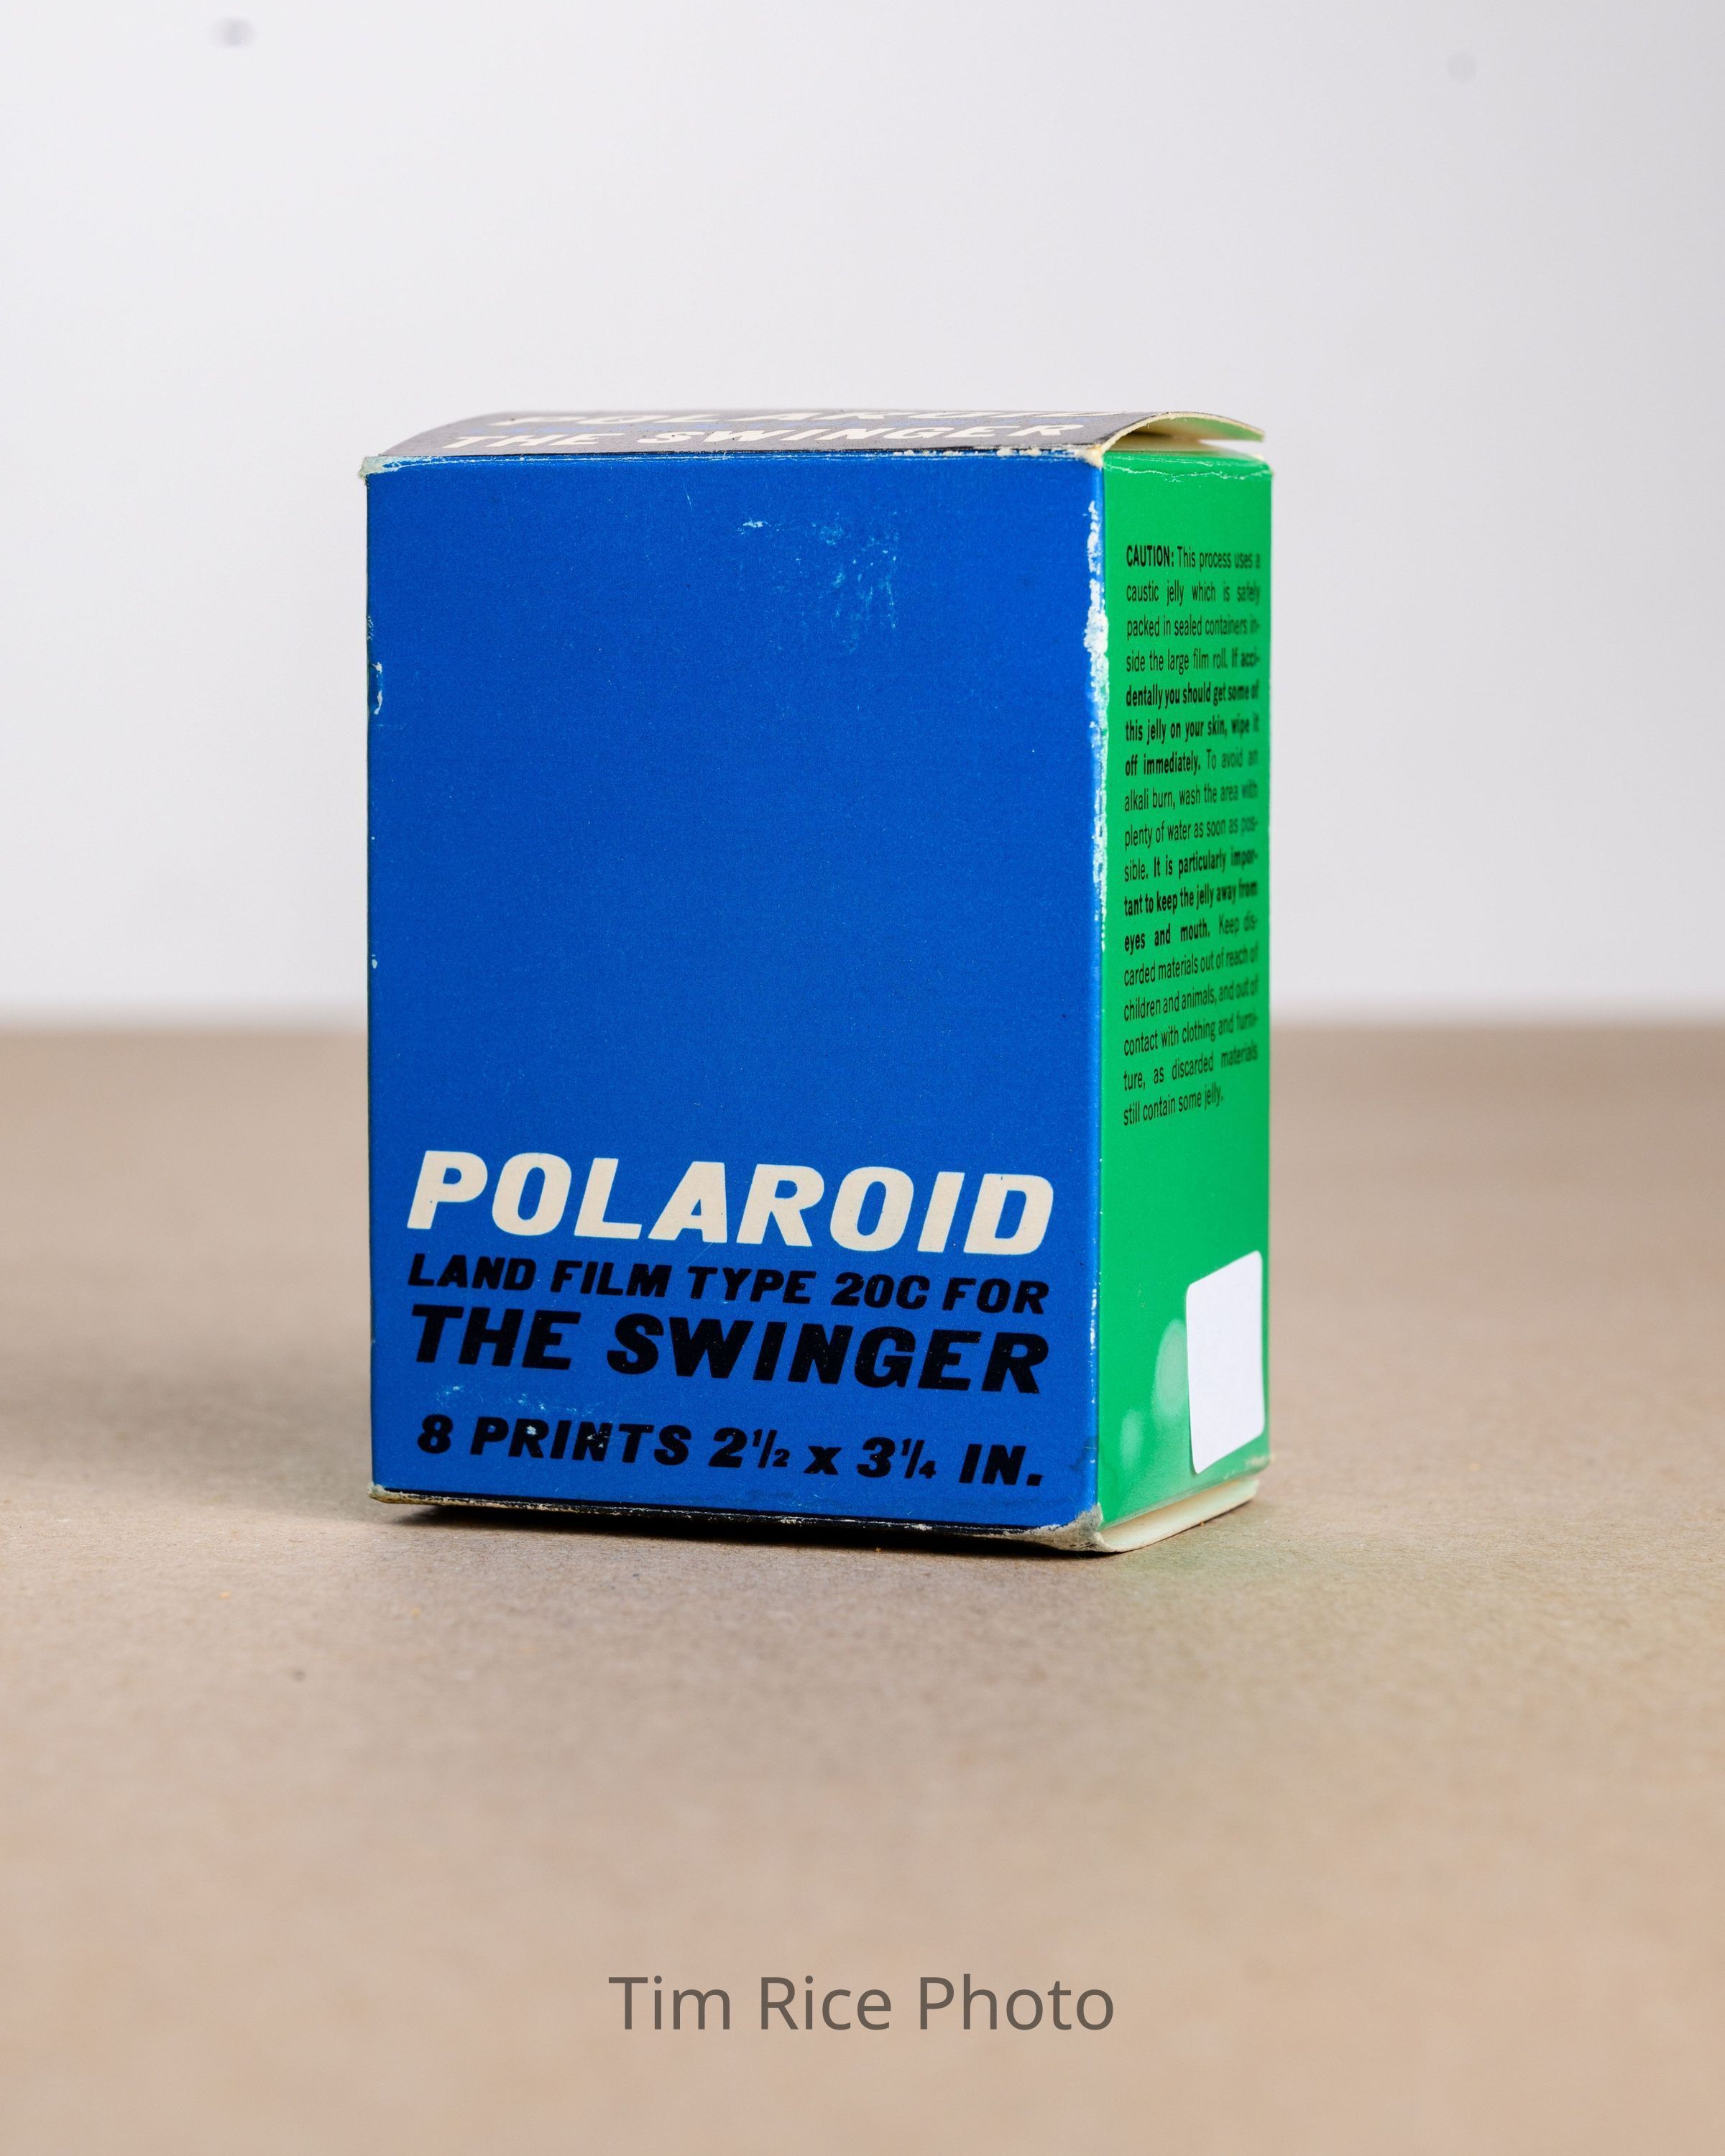 POLAROID
THE SWINGER
POLAROID
LAND FILM TYPE 20C FOR
THE SWINGER
8 PRINTS 2½ x 3¼ IN.
CAUTION: This process uses a
caustic jelly which is safely
packed in sealed containers in-
side the large film roll. If acci-
dentally you should get some of
this jelly on your skin, wipe it
off immediately. To avoid an
alkali burn, wash the area with
plenty of water as soon as pos-
sible. It is particularly impor-
tant to keep the jelly away from
eyes and mouth. Keep dis-
carded materials out of reach of
children and animals, and out of
contact with clothing and furni-
ture, as discarded materials
still contain some jelly.
Tim Rice Photo